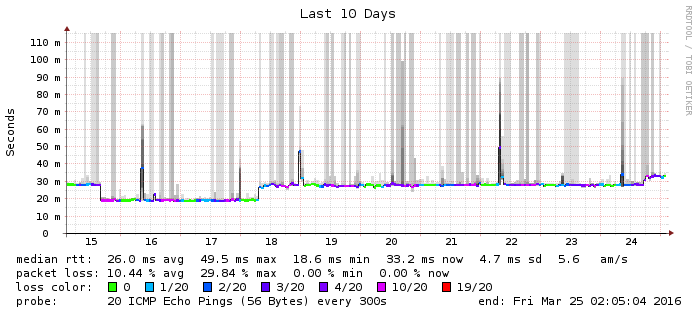 Last 10 Days
RRDTOOL / TOBI OETIKER
Seconds
110 m
100 m
90 m
80 m
70 m
60 m
50 m
40 m
30 m
20 m
10 m
0
15 16 17 18 19 20 21 22 23 24
median rtt: 26.0 ms avg 49.5 ms max 18.6 ms min 33.2 ms now 4.7 ms sd 5.6 am/s
packet loss: 10.44 % avg 29.84 % max 0.00 % min 0.00 % now
loss color: 0 1/20 2/20 3/20 4/20 10/20 19/20
probe: 20 ICMP Echo Pings (56 Bytes) every 300s end: Fri Mar 25 02:05:04 2016